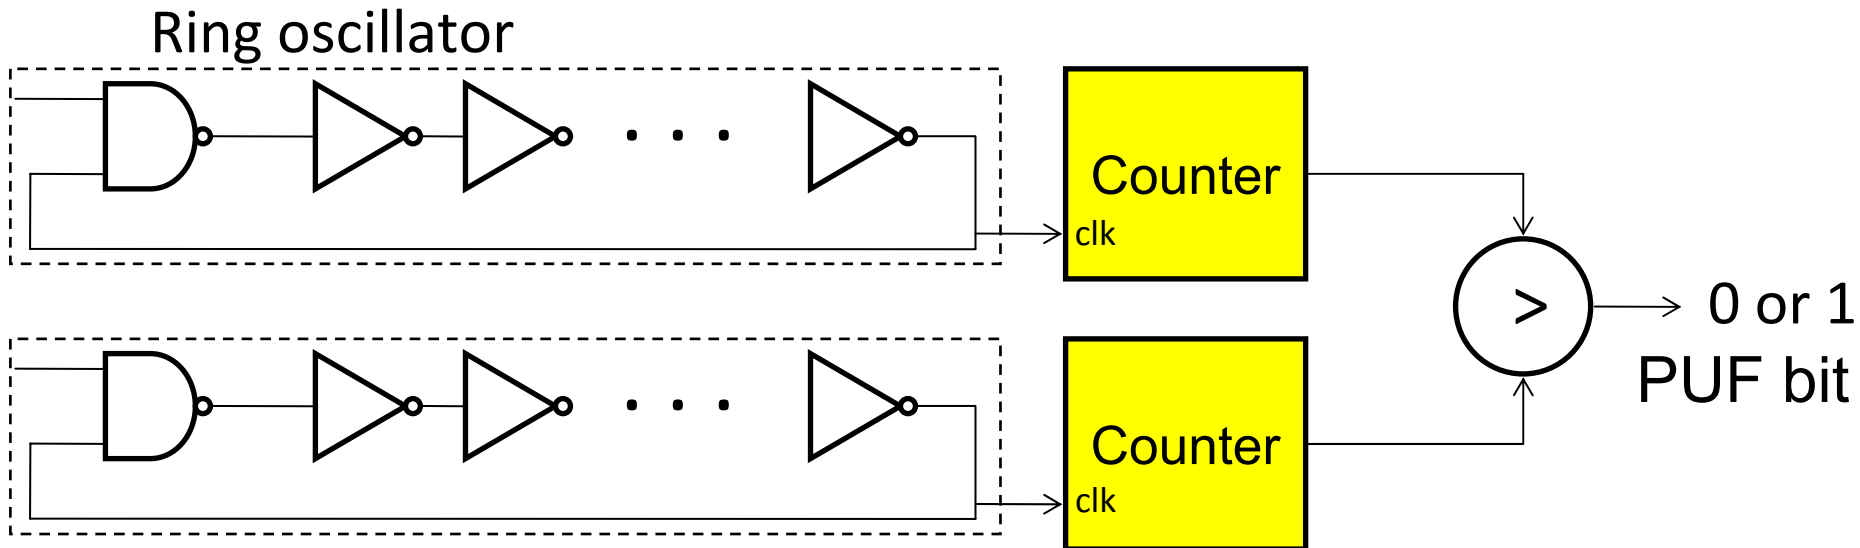 Ring oscillator
Counter
clk
>
0 or 1
PUF bit
Counter
clk